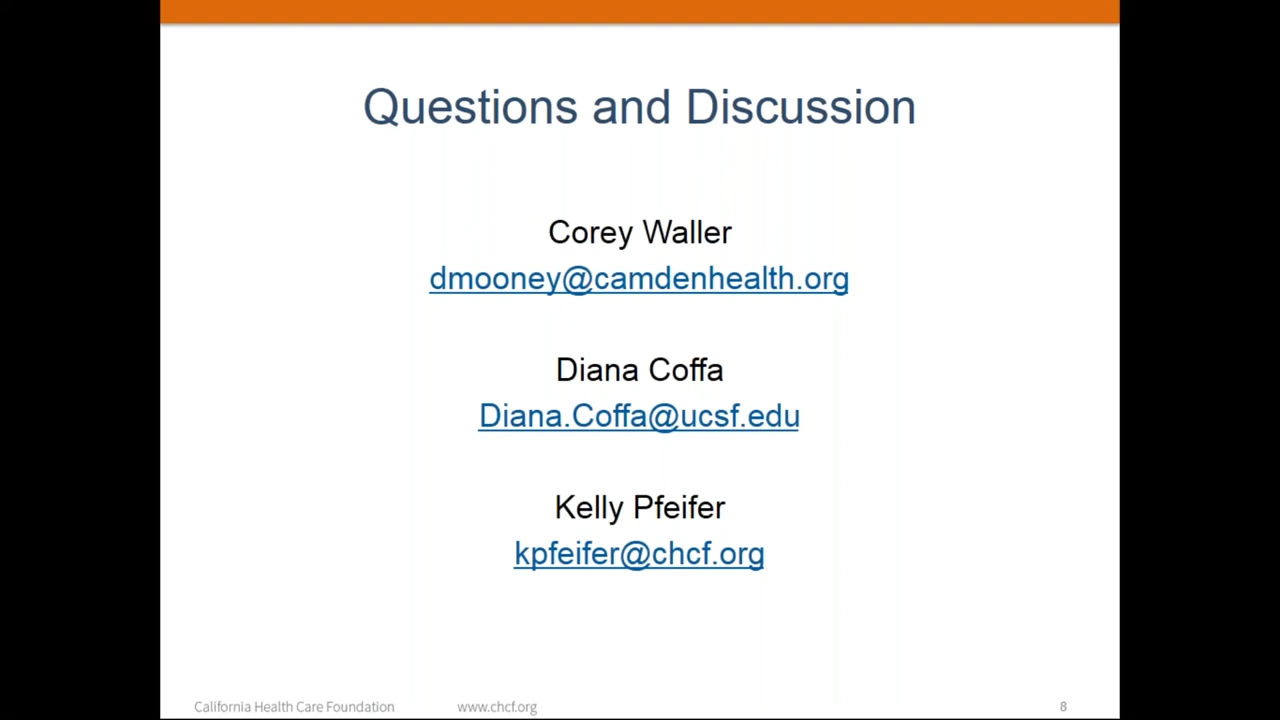 Questions and Discussion
Corey Waller
dmooney@camdenhealth.org
Diana Coffa
Diana.Coffa@ucsf.edu
Kelly Pfeifer
kpfeifer@chcf.org
California Health Care Foundation www.chcf.org 8